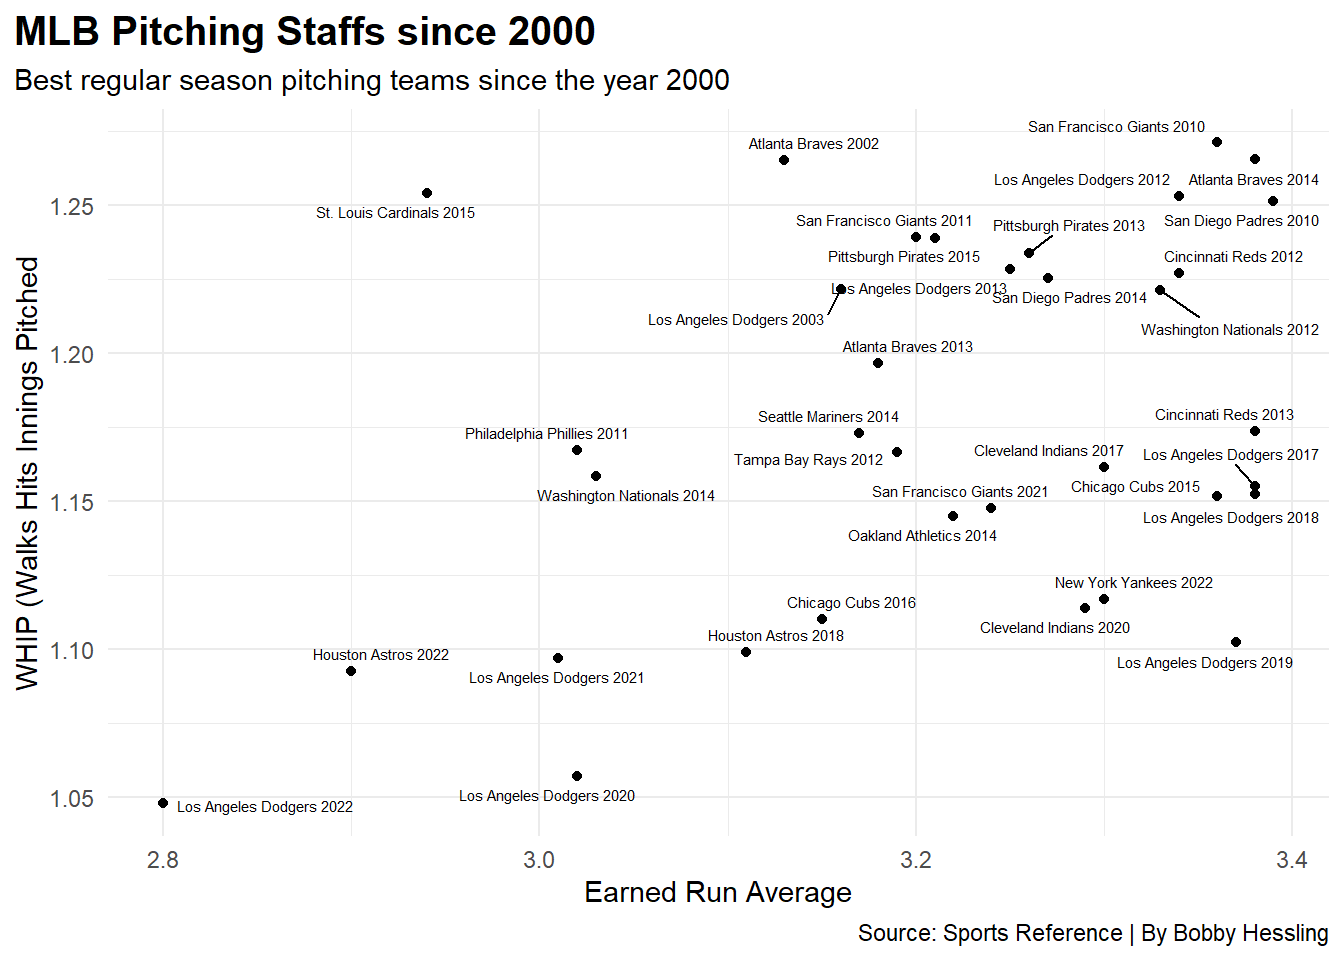 MLB Pitching Staffs since 2000
Best regular season pitching teams since the year 2000
WHIP (Walks Hits Innings Pitched
1.25
1.20
1.15
1.10
1.05
San Francisco Giants 2010
Atlanta Braves 2002
Los Angeles Dodgers 2012
Atlanta Braves 2014
St. Louis Cardinals 2015
San Francisco Giants 2011
San Diego Padres 2010
Pittsburgh Pirates 2013
Pittsburgh Pirates 2015
Cincinnati Reds 2012
Los Angeles Dodgers 2013
San Diego Padres 2014
Los Angeles Dodgers 2003
Washington Nationals 2012
Atlanta Braves 2013
Seattle Mariners 2014
Cincinnati Reds 2013
Philadelphia Phillies 2011
Cleveland Indians 2017
Los Angeles Dodgers 2017
Tampa Bay Rays 2012
Chicago Cubs 2015
Washington Nationals 2014
San Francisco Giants 2021
Los Angeles Dodgers 2018
Oakland Athletics 2014
New York Yankees 2022
Chicago Cubs 2016
Cleveland Indians 2020
Houston Astros 2018
Houston Astros 2022
Los Angeles Dodgers 2019
Los Angeles Dodgers 2021
Los Angeles Dodgers 2020
Los Angeles Dodgers 2022
2.8
3.0
3.2
3.4
Earned Run Average
Source: Sports Reference | By Bobby Hessling